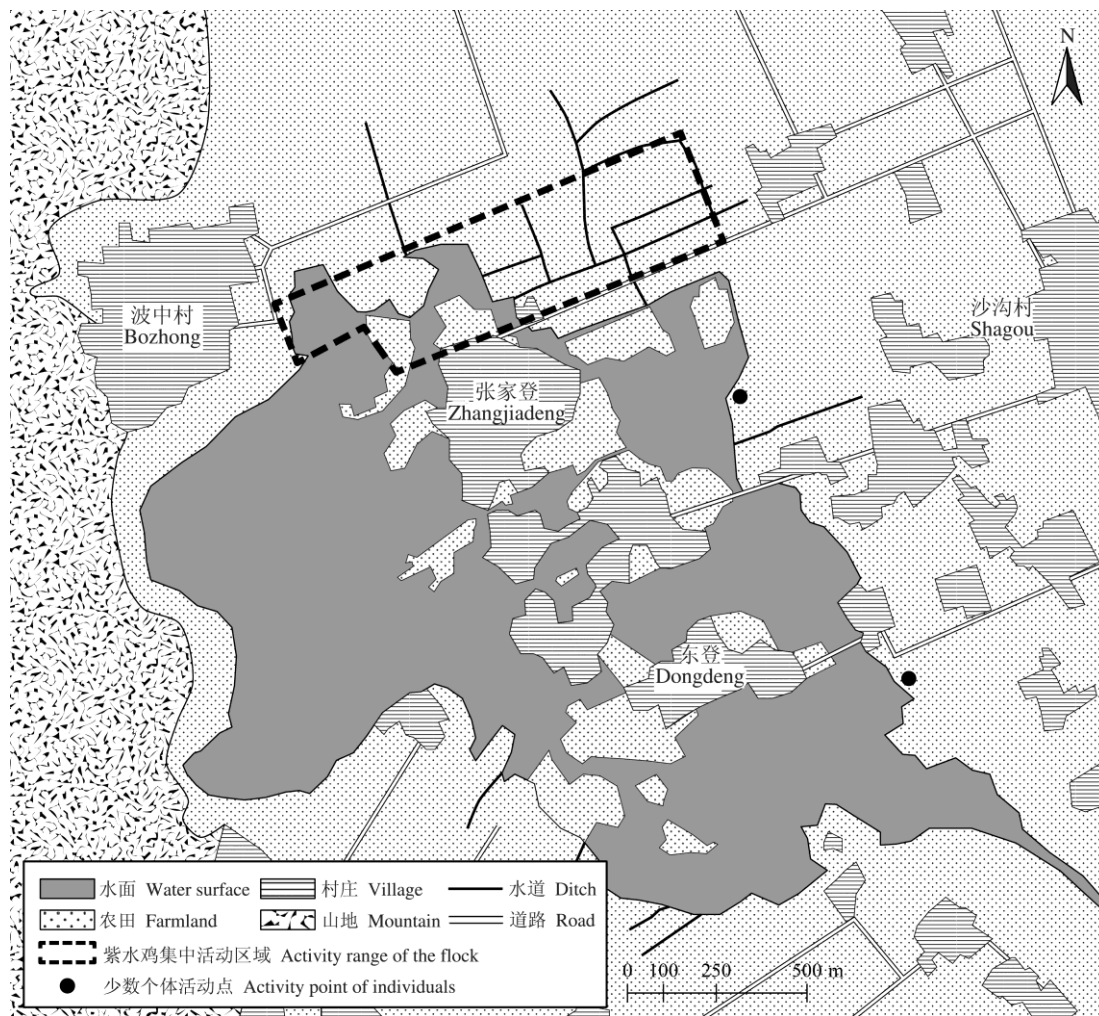 N
波中村
Bozhong
沙沟村
Shagou
张家登
Zhangjiadeng
东登
Dongdeng
水面 Water surface 村庄 Village 水道 Ditch
农田 Farmland 山地 Mountain 道路 Road
紫水鸡集中活动区域 Activity range of the flock
少数个体活动点 Activity point of individuals
0 100 250 500 m